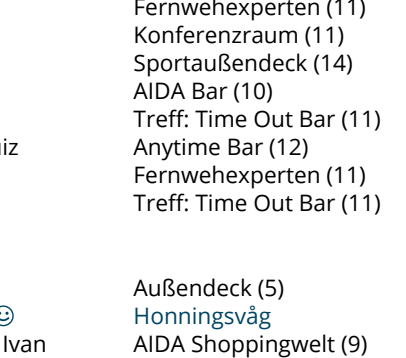 Fernwehexperten (11)
Konferenzraum (11)
Sportaußendeck (14)
AIDA Bar (10)
Treff: Time Out Bar (11)
Anytime Bar (12)
Fernwehexperten (11)
Treff: Time Out Bar (11)
Außendeck (5)
☺ Honningsvåg
Ivan AIDA Shoppingwelt (9)